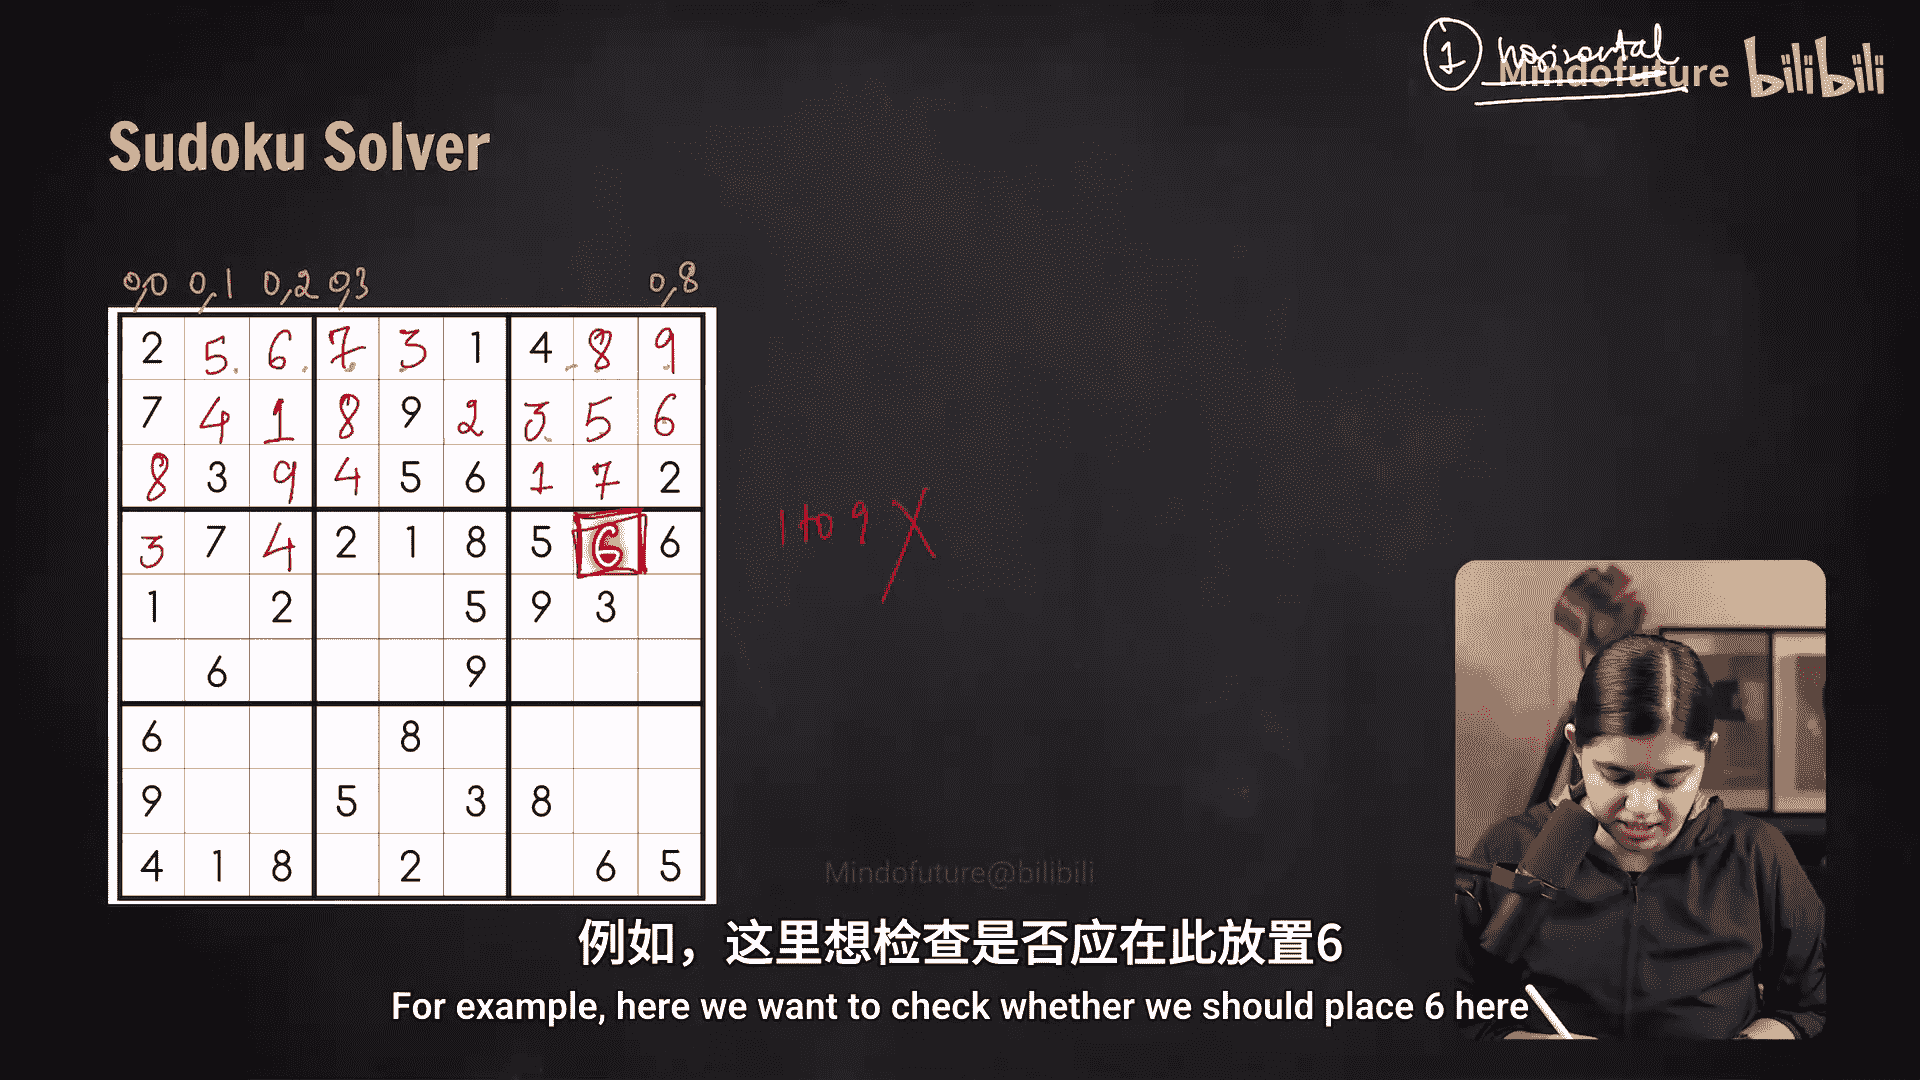 ① horizontal
Mindofuture bilibili
Sudoku Solver
0,0 0,1 0,2 0,3 0,8
2 5 6 7 3 1 4 8 9
7 4 1 8 9 2 3 5 6
8 3 9 4 5 6 1 7 2
3 7 4 2 1 8 5 6 6
1 2 5 9 3
6 9
6 8
9 5 3 8
4 1 8 2 6 5
1 to 9 X
Mindofuture@bilibili
例如，这里想检查是否应在此放置6
For example, here we want to check whether we should place 6 here